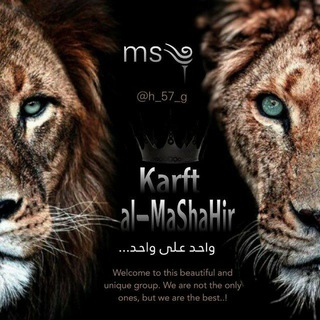 ms
@h_57_g
Karft
al-MaShaHir
واحد على واحد...
Welcome to this beautiful and
unique group. We are not the only
ones, but we are the best..!